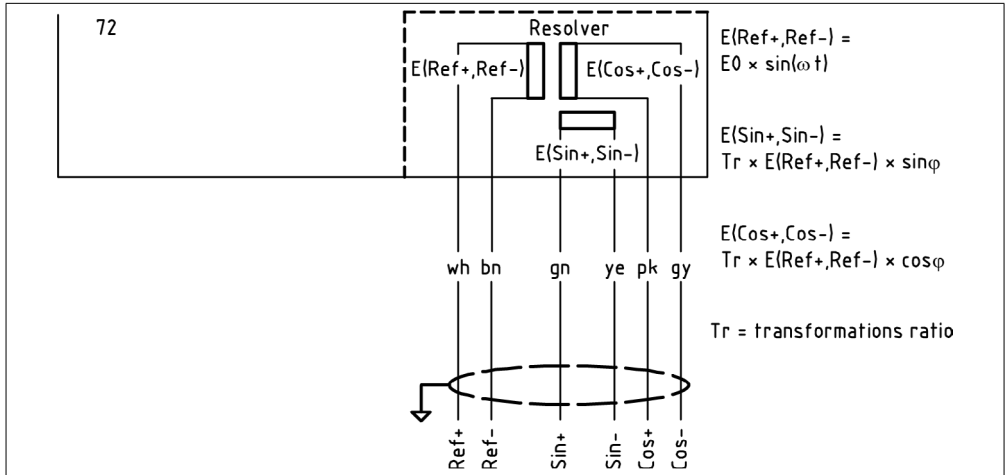 72
Resolver
E(Ref+,Ref-)
E(Cos+,Cos-)
E(Sin+,Sin-)
E(Ref+,Ref-) =
E0 × sin(ω t)
E(Sin+,Sin-) =
Tr × E(Ref+,Ref-) × sinφ
E(Cos+,Cos-) =
Tr × E(Ref+,Ref-) × cosφ
Tr = transformations ratio
wh bn gn ye pk gy
Ref+
Ref-
Sin+
Sin-
Cos+
Cos-